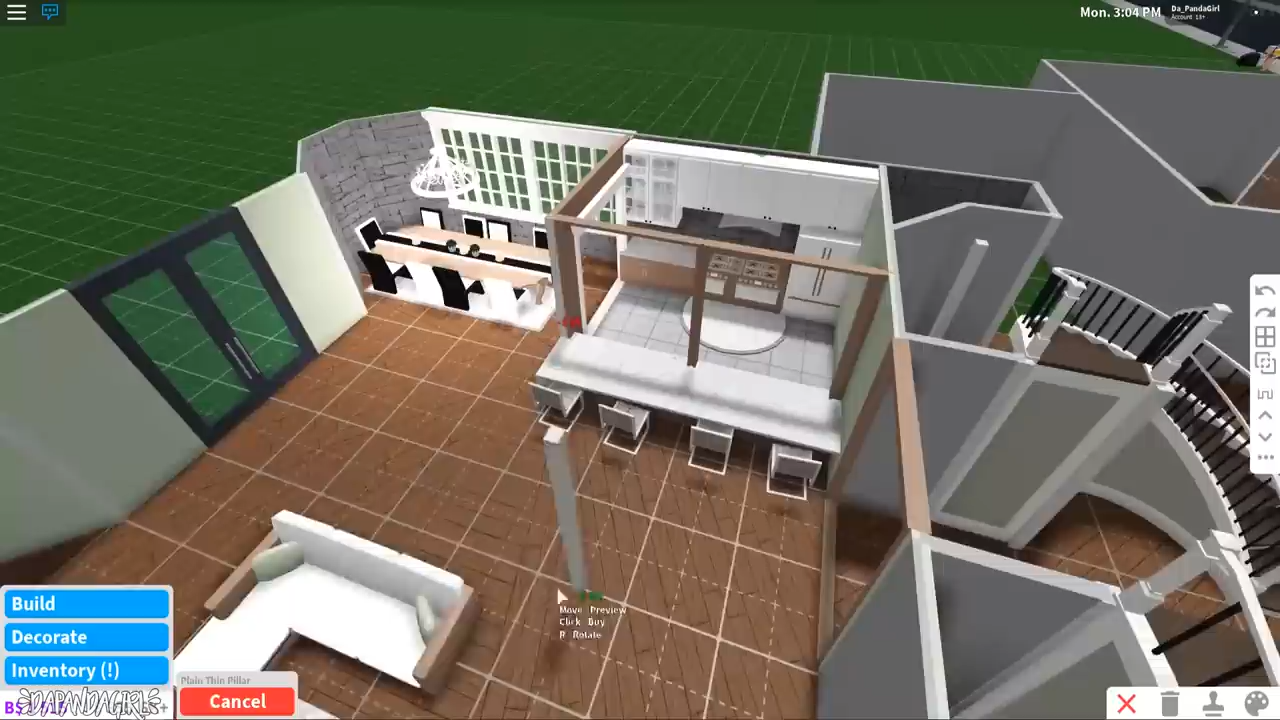 Mon. 3:04 PM
Da_PandaGirl
Account 13+
Move Preview
Click Buy
R Rotate
Build
Decorate
Inventory (!)
DAPANDAGIRL
Plain Thin Pillar
Cancel